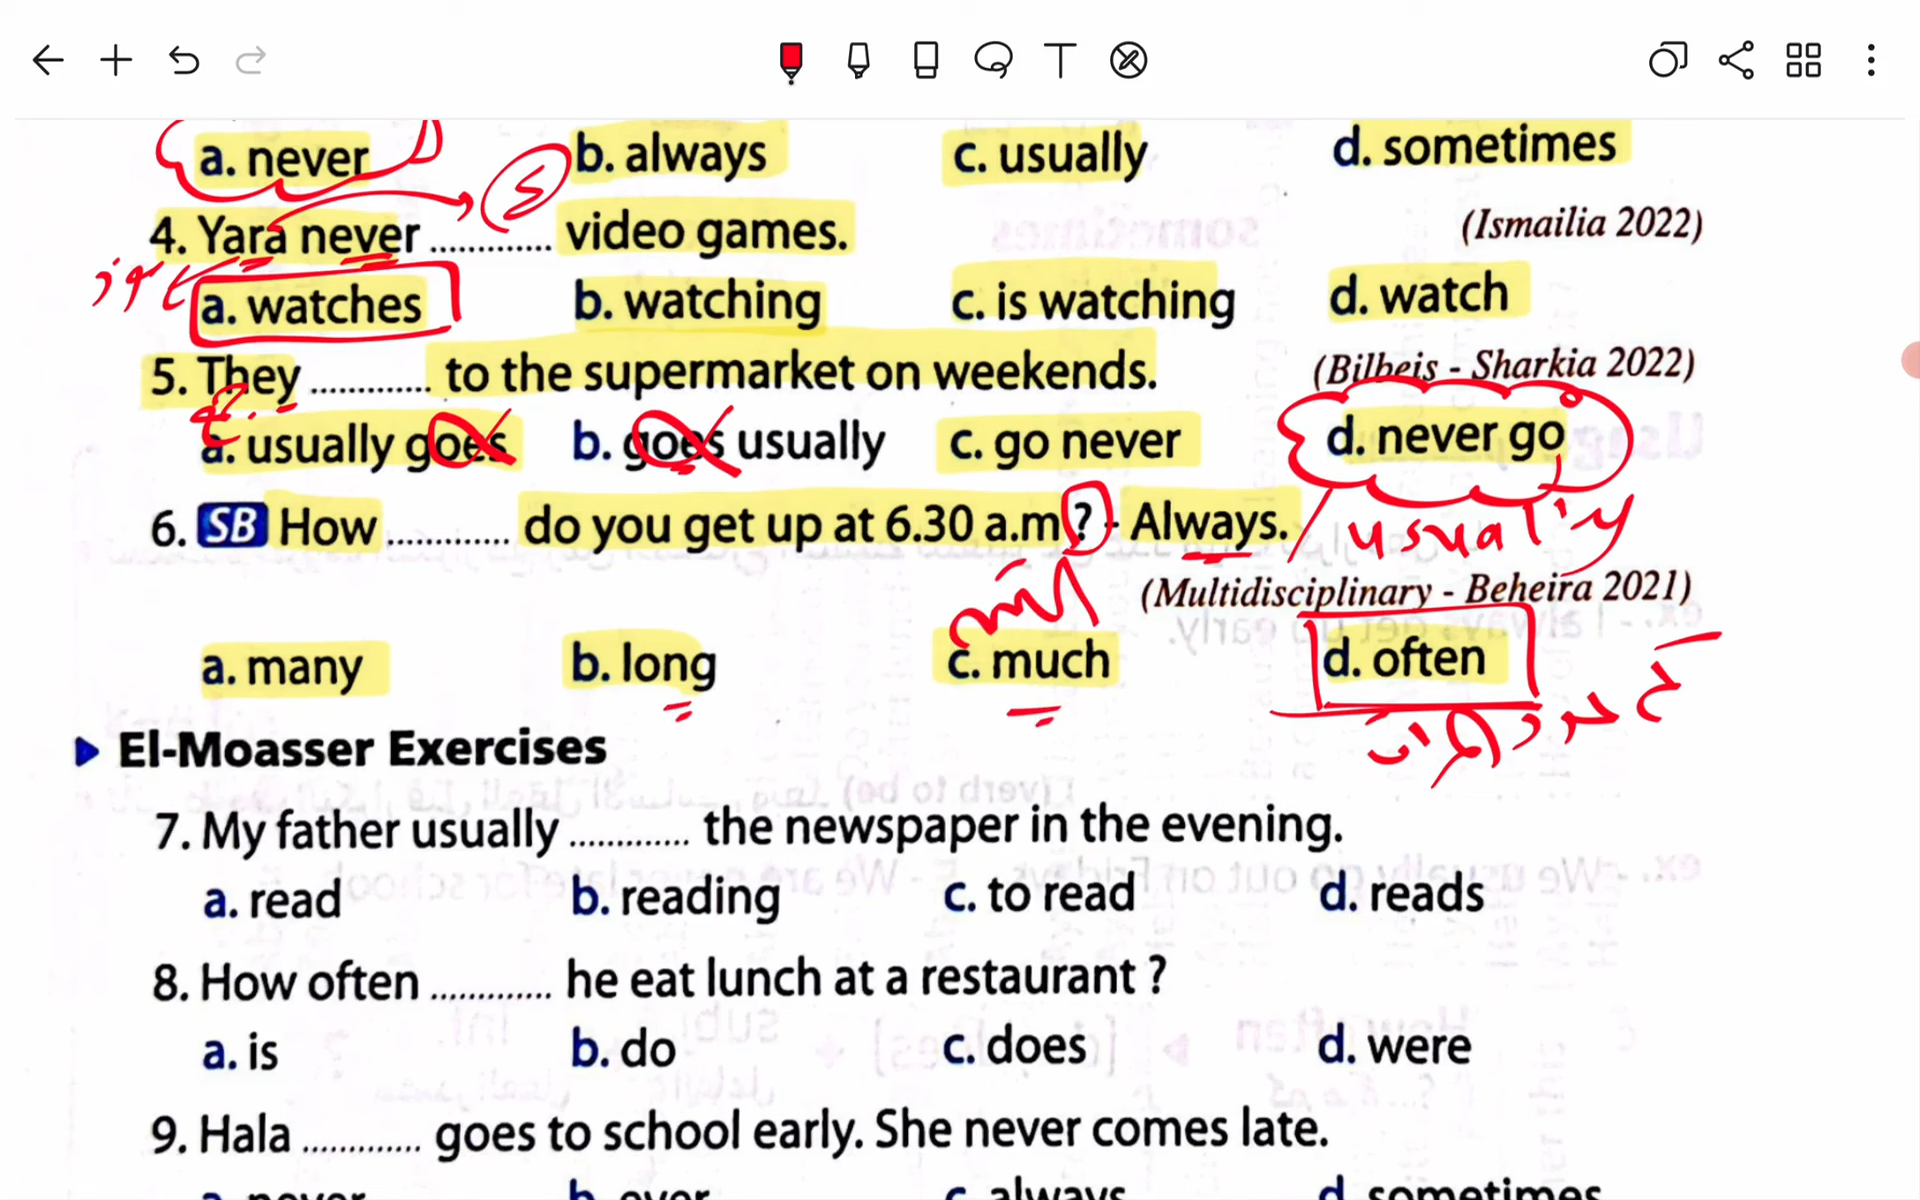 a. never b. always c. usually d. sometimes
4. Yara never ............ video games. (Ismailia 2022)
a. watches b. watching c. is watching d. watch
5. They ............ to the supermarket on weekends. (Bilbeis - Sharkia 2022)
a. usually goes b. goes usually c. go never d. never go
6. SB How ............ do you get up at 6.30 a.m ? - Always. / usually
(Multidisciplinary - Beheira 2021)
a. many b. long c. much d. often
El-Moasser Exercises
7. My father usually ............ the newspaper in the evening.
a. read b. reading c. to read d. reads
8. How often ............ he eat lunch at a restaurant ?
a. is b. do c. does d. were
9. Hala ............ goes to school early. She never comes late.
a. never b. ever c. always d. sometimes